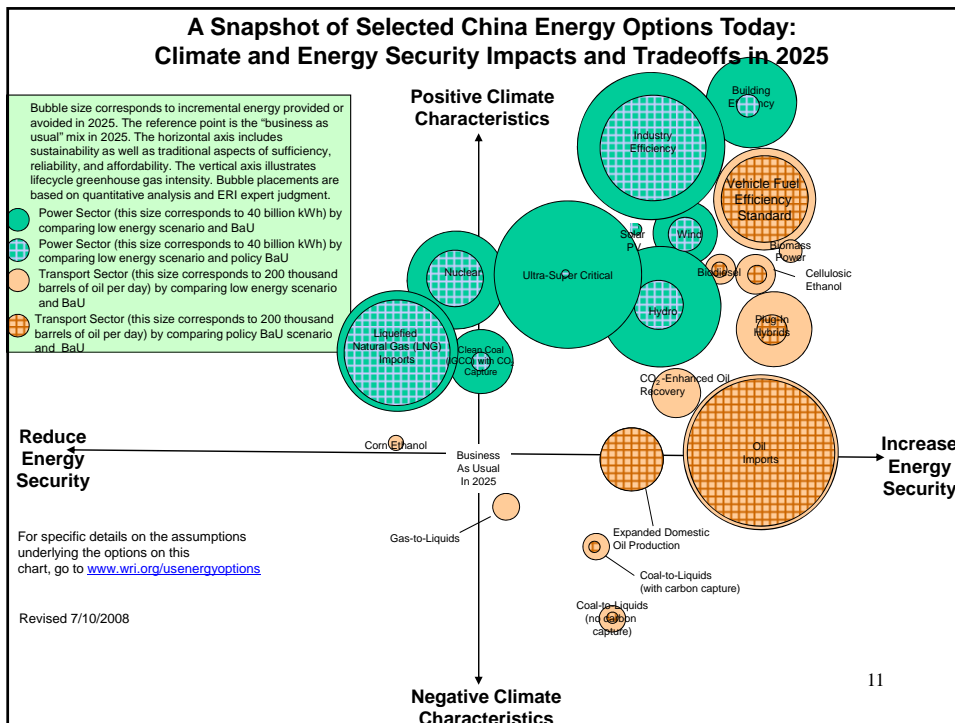 A Snapshot of Selected China Energy Options Today:
Climate and Energy Security Impacts and Tradeoffs in 2025
Bubble size corresponds to incremental energy provided or
avoided in 2025. The reference point is the "business as
usual" mix in 2025. The horizontal axis includes
sustainability as well as traditional aspects of sufficiency,
reliability, and affordability. The vertical axis illustrates
lifecycle greenhouse gas intensity. Bubble placements are
based on quantitative analysis and ERI expert judgment.
Power Sector (this size corresponds to 40 billion kWh) by
comparing low energy scenario and BaU
Power Sector (this size corresponds to 40 billion kWh) by
comparing low energy scenario and policy BaU
Transport Sector (this size corresponds to 200 thousand
barrels of oil per day) by comparing low energy scenario
and BaU
Transport Sector (this size corresponds to 200 thousand
barrels of oil per day) by comparing policy BaU scenario
and BaU
Positive Climate
Characteristics
Building
Efficiency
Industry
Efficiency
Vehicle Fuel
Efficiency
Standard
Solar
PV
Wind
Biomass
Power
Nuclear
Ultra-Super Critical
Biodiesel
Cellulosic
Ethanol
Hydro
Plug-In
Hybrids
Liquefied
Natural Gas (LNG)
Imports
Clean Coal
(IGCC) with CO2
Capture
CO2-Enhanced Oil
Recovery
Reduce
Energy
Security
Corn Ethanol
Business
As Usual
In 2025
Oil
Imports
Increase
Energy
Security
Gas-to-Liquids
Expanded Domestic
Oil Production
Coal-to-Liquids
(with carbon capture)
Coal-to-Liquids
(no carbon
capture)
For specific details on the assumptions
underlying the options on this
chart, go to www.wri.org/usenergyoptions
Revised 7/10/2008
11
Negative Climate
Characteristics